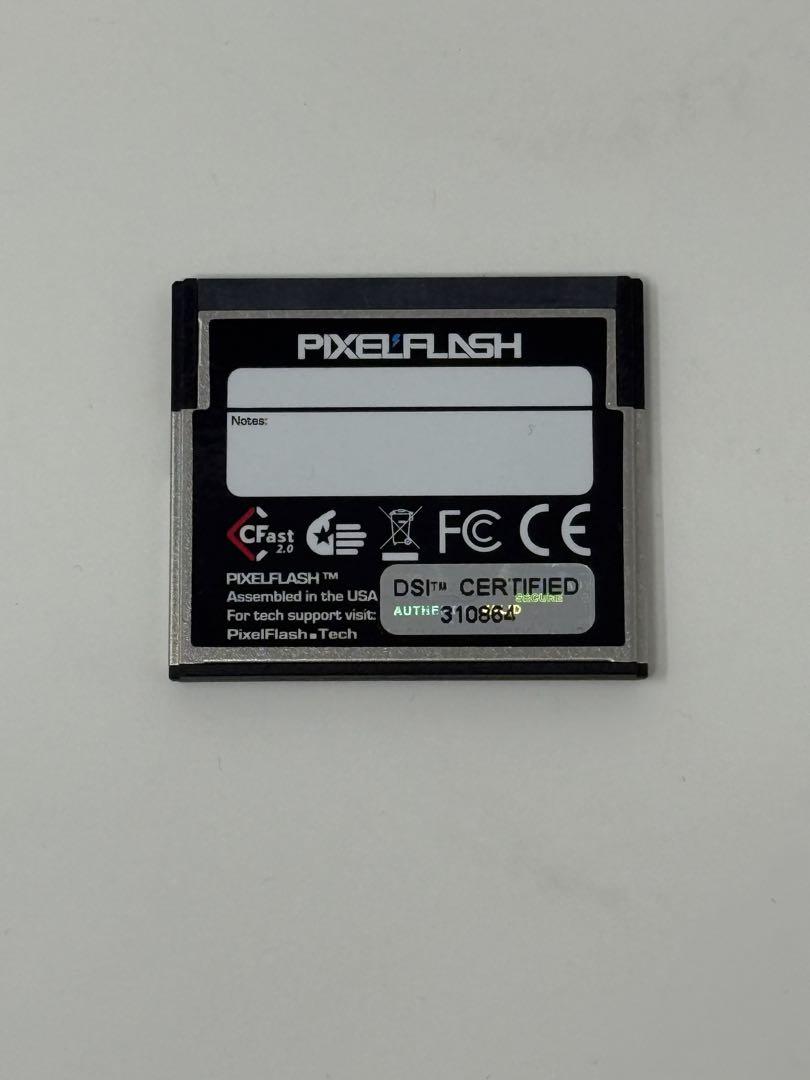 PIXELFLASH
Notes:
CFast
2.0
FC CE
PIXELFLASH™
Assembled in the USA
For tech support visit:
PixelFlash.Tech
DSI™ CERTIFIED
SECURE
310864